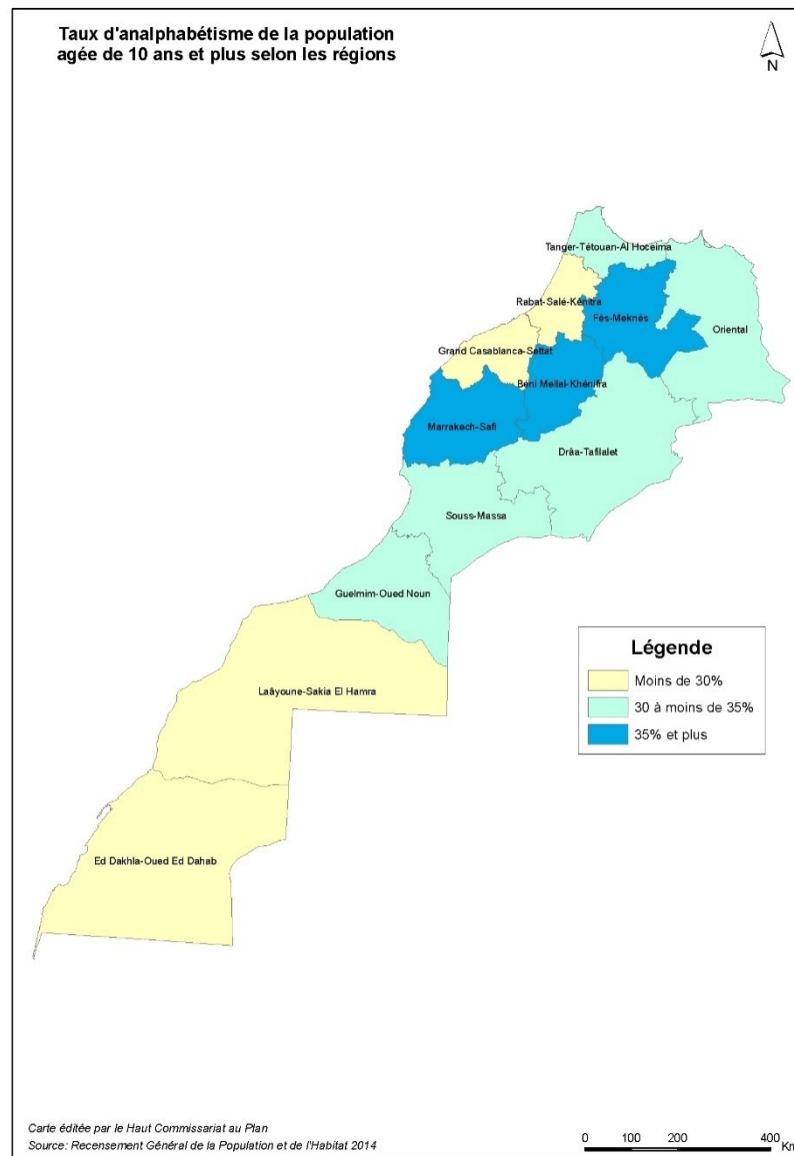 Taux d'analphabétisme de la population
agée de 10 ans et plus selon les régions
N
Tanger-Tétouan-Al Hoceima
Rabat-Salé-Kénitra
Fès-Meknès
Oriental
Grand Casablanca-Settat
Béni Mellal-Khénifra
Marrakech-Safi
Drâa-Tafilalet
Souss-Massa
Guelmim-Oued Noun
Laâyoune-Sakia El Hamra
Ed Dakhla-Oued Ed Dahab
Légende
Moins de 30%
30 à moins de 35%
35% et plus
Carte éditée par le Haut Commissariat au Plan
Source: Recensement Général de la Population et de l'Habitat 2014
0 100 200 400 Km